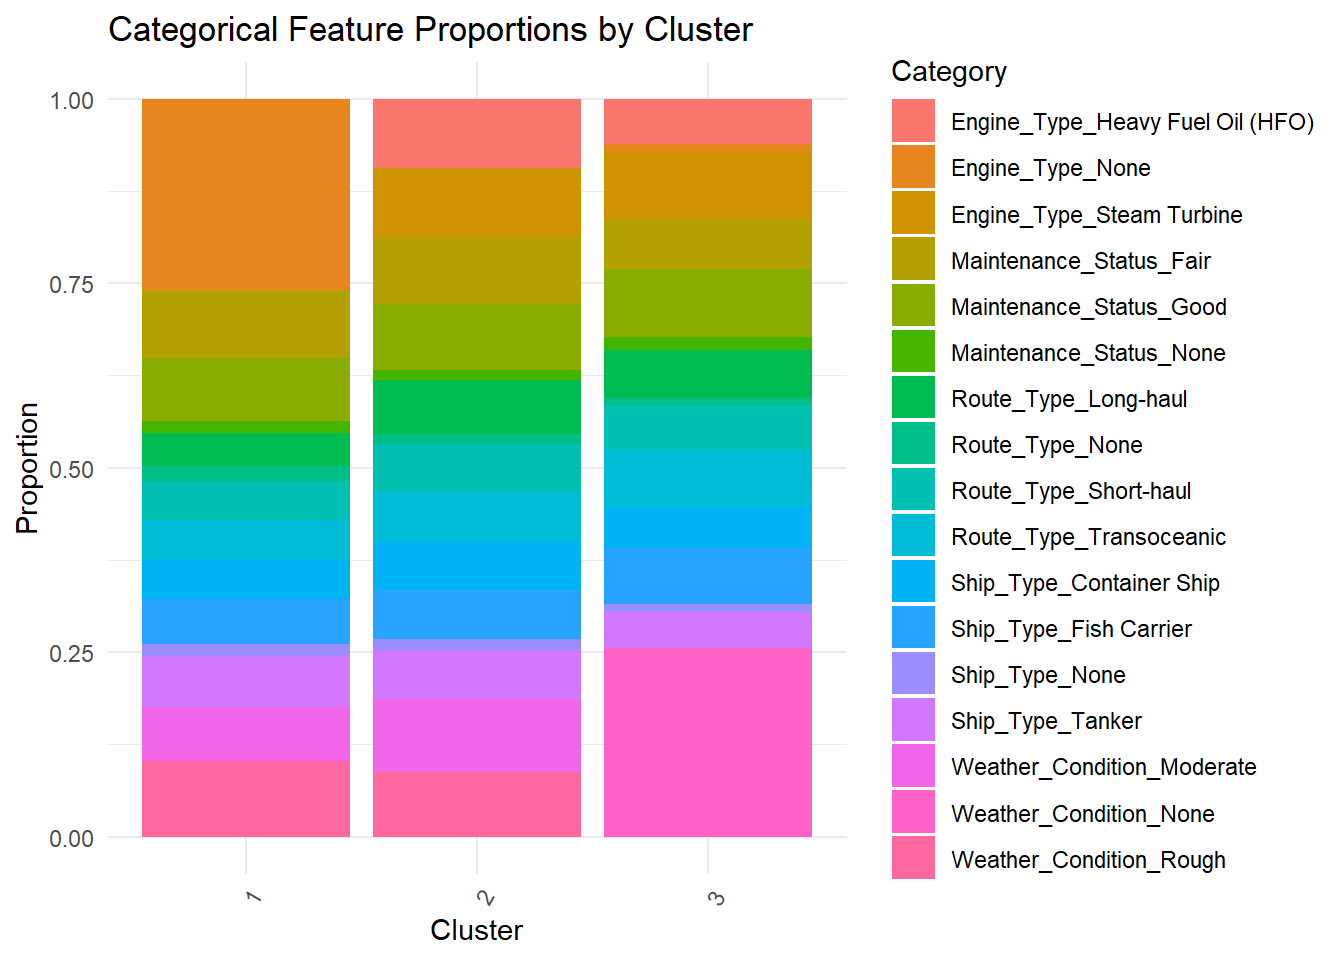 Categorical Feature Proportions by Cluster
Proportion
1.00
0.75
0.50
0.25
0.00
1
2
3
Cluster
Category
Engine_Type_Heavy Fuel Oil (HFO)
Engine_Type_None
Engine_Type_Steam Turbine
Maintenance_Status_Fair
Maintenance_Status_Good
Maintenance_Status_None
Route_Type_Long-haul
Route_Type_None
Route_Type_Short-haul
Route_Type_Transoceanic
Ship_Type_Container Ship
Ship_Type_Fish Carrier
Ship_Type_None
Ship_Type_Tanker
Weather_Condition_Moderate
Weather_Condition_None
Weather_Condition_Rough